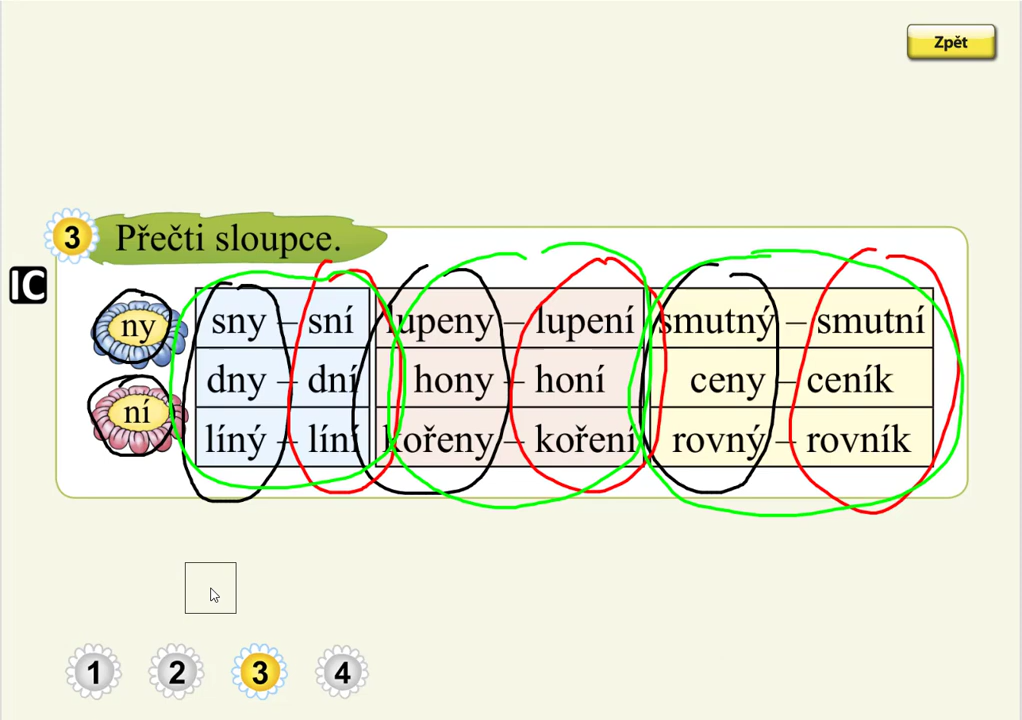 Zpět
3 Přečti sloupce.
IC
ny
ní
sny – sní lupeny – lupení smutný – smutní
dny – dní hony – honí ceny – ceník
líný – líní kořeny – koření rovný – rovník
1 2 3 4